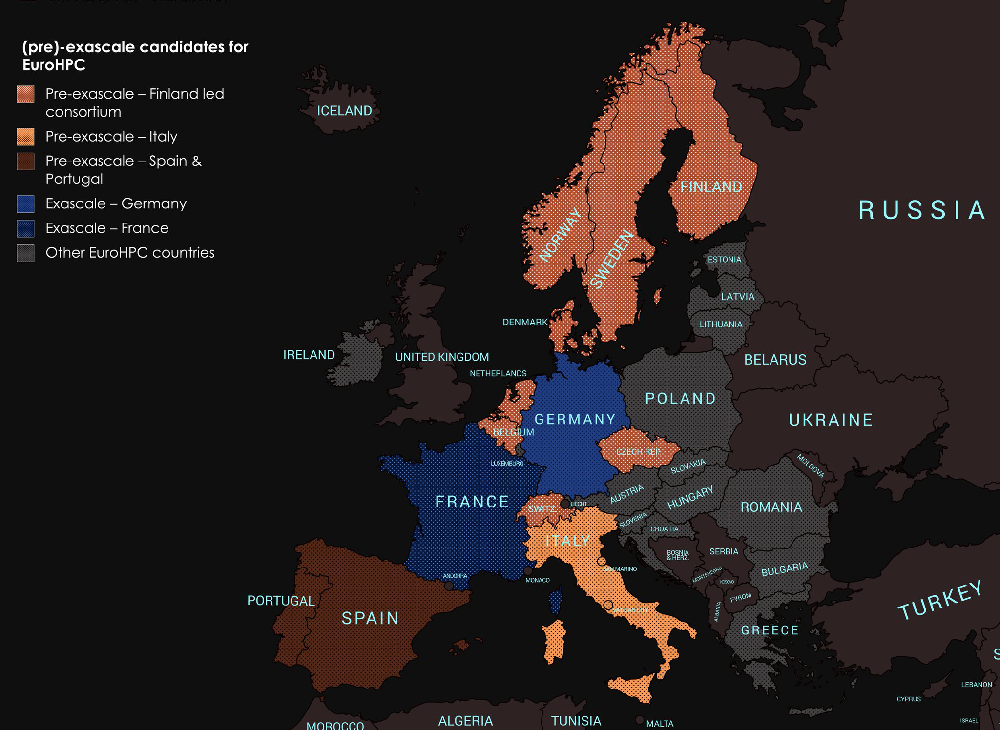 (pre)-exascale candidates for
EuroHPC
Pre-exascale – Finland led
consortium
Pre-exascale – Italy
Pre-exascale – Spain &
Portugal
Exascale – Germany
Exascale – France
Other EuroHPC countries
ICELAND
FINLAND
RUSSIA
NORWAY
SWEDEN
ESTONIA
LATVIA
LITHUANIA
DENMARK
IRELAND
UNITED KINGDOM
BELARUS
NETHERLANDS
POLAND
GERMANY
UKRAINE
BELGIUM
CZECH REP.
LUXEMBURG
SLOVAKIA
MOLDOVA
AUSTRIA
HUNGARY
FRANCE
LIECHT.
SWITZ.
ROMANIA
SLOVENIA
CROATIA
ITALY
BOSNIA
& HERZ.
SERBIA
SAN MARINO
BULGARIA
MONTENEGRO
KOSOVO
ANDORRA
MONACO
PORTUGAL
FYROM
TURKEY
ALBANIA
VATICAN CITY
SPAIN
GREECE
S
LEBANON
CYPRUS
ISRAEL
MOROCCO
ALGERIA
TUNISIA
MALTA